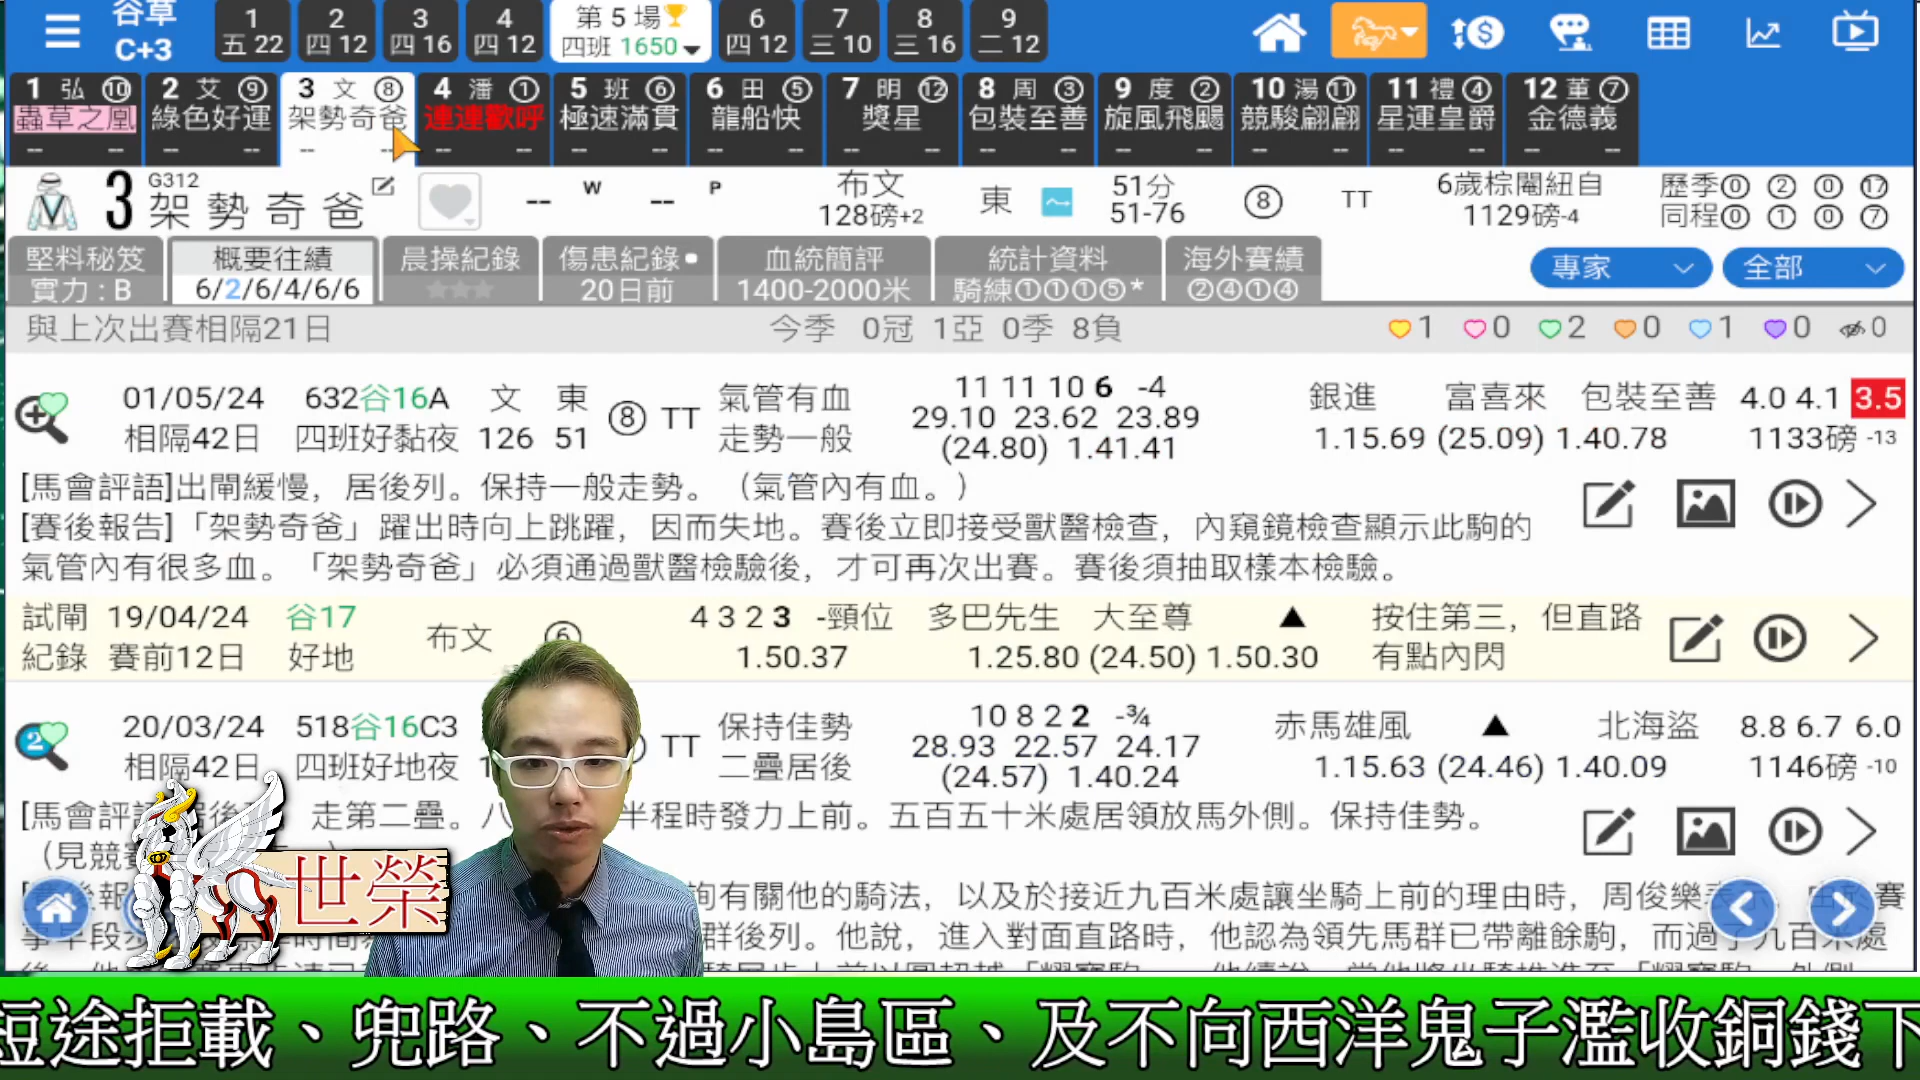 谷草
C+3
1
五 22
2
四 12
3
四 16
4
四 12
第 5 場
四班 1650
6
四 12
7
三 10
8
三 16
9
二 12
1 弘 ⑩
蟲草之凰
-- --
2 艾 ⑨
綠色好運
-- --
3 文 ⑧
架勢奇爸
-- --
4 潘 ①
連連歡呼
-- --
5 班 ⑥
極速滿貫
-- --
6 田 ⑤
龍船快
-- --
7 明 ⑫
獎星
-- --
8 周 ③
包裝至善
-- --
9 度 ②
旋風飛颺
-- --
10 湯 ⑪
競駿翩翩
-- --
11 禮 ④
星運皇爵
-- --
12 董 ⑦
金德義
-- --
3
G312
架勢奇爸
-- W -- P
布文
128磅+2
東
51分
51-76
⑧
TT
6歲棕閹紐自
1129磅-4
歷季⓪ ② ⓪ ⑰
同程⓪ ① ⓪ ⑦
堅料秘笈
實力 : B
概要往績
6/2/6/4/6/6
晨操紀錄
★★★
傷患紀錄●
20日前
血統簡評
1400-2000米
統計資料
騎練①①①⑤*
海外賽績
②④①④
專家
全部
與上次出賽相隔21日
今季 0冠 1亞 0季 8負
1 0 2 0 1 0 0
01/05/24 632谷16A 文 東 ⑧ TT 氣管有血 11 11 10 6 -4 銀進 富喜來 包裝至善 4.0 4.1 3.5
相隔42日 四班好黏夜 126 51 走勢一般 29.10 23.62 23.89 1.15.69 (25.09) 1.40.78 1133磅 -13
(24.80) 1.41.41
[馬會評語]出閘緩慢，居後列。保持一般走勢。（氣管內有血。）
[賽後報告]「架勢奇爸」躍出時向上跳躍，因而失地。賽後立即接受獸醫檢查，內窺鏡檢查顯示此駒的
氣管內有很多血。「架勢奇爸」必須通過獸醫檢驗後，才可再次出賽。賽後須抽取樣本檢驗。
試閘 19/04/24 谷17 布文 ⑥ 4 3 2 3 -頸位 多巴先生 大至尊 ▲ 按住第三，但直路
紀錄 賽前12日 好地 1.50.37 1.25.80 (24.50) 1.50.30 有點內閃
20/03/24 518谷16C3 TT 保持佳勢 10 8 2 2 -¾ 赤馬雄風 ▲ 北海盜 8.8 6.7 6.0
相隔42日 四班好地夜 二疊居後 28.93 22.57 24.17 1.15.63 (24.46) 1.40.09 1146磅 -10
(24.57) 1.40.24
[馬會評 走第二疊。八 半程時發力上前。五百五十米處居領放馬外側。保持佳勢。
（見競賽
詢有關他的騎法，以及於接近九百米處讓坐騎上前的理由時，周俊樂表 賽
群後列。他說，進入對面直路時，他認為領先馬群已帶離餘駒，而過了九百米處
世榮
短途拒載、兜路、不過小島區、及不向西洋鬼子濫收銅錢下